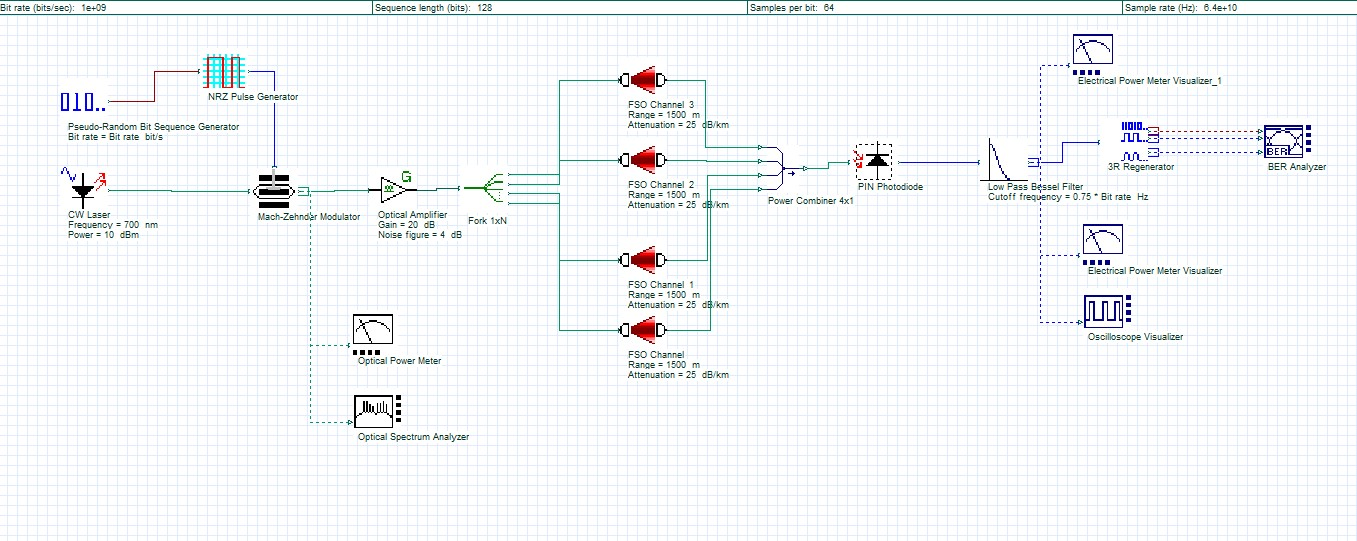 Bit rate (bits/sec): 1e+09
Sequence length (bits): 128
Samples per bit: 64
Sample rate (Hz): 6.4e+10
NRZ Pulse Generator
010..
Pseudo-Random Bit Sequence Generator
Bit rate = Bit rate bit/s
CW Laser
Frequency = 700 nm
Power = 10 dBm
Mach-Zehnder Modulator
G
Optical Amplifier
Gain = 20 dB
Noise figure = 4 dB
Fork 1xN
Optical Power Meter
Optical Spectrum Analyzer
FSO Channel 3
Range = 1500 m
Attenuation = 25 dB/km
FSO Channel 2
Range = 1500 m
Attenuation = 25 dB/km
FSO Channel 1
Range = 1500 m
Attenuation = 25 dB/km
FSO Channel
Range = 1500 m
Attenuation = 25 dB/km
Power Combiner 4x1
PIN Photodiode
Low Pass Bessel Filter
Cutoff frequency = 0.75 * Bit rate Hz
Electrical Power Meter Visualizer_1
3R Regenerator
BER
BER Analyzer
Electrical Power Meter Visualizer
Oscilloscope Visualizer